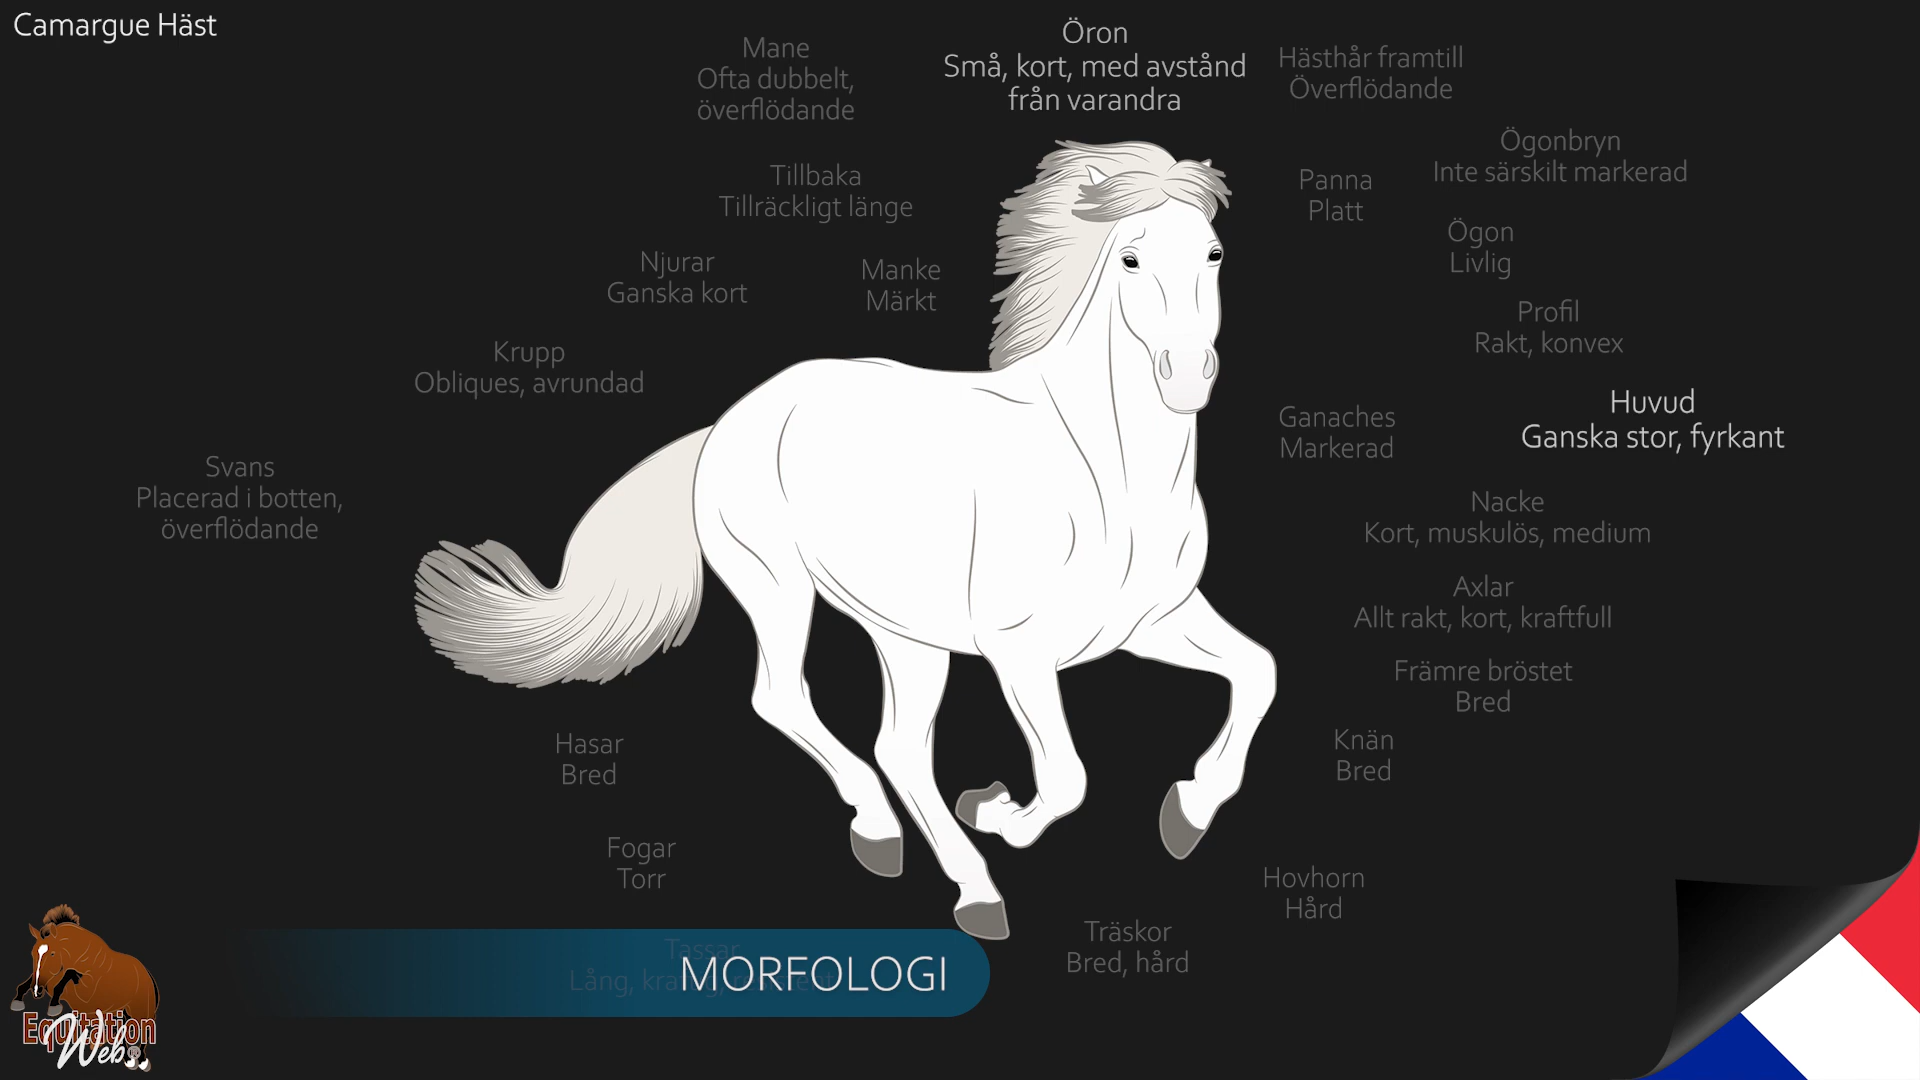 Camargue Häst
Mane
Ofta dubbelt,
överflödande
Öron
Små, kort, med avstånd
från varandra
Hästhår framtill
Överflödande
Ögonbryn
Inte särskilt markerad
Tillbaka
Tillräckligt länge
Panna
Platt
Ögon
Livlig
Njurar
Ganska kort
Manke
Märkt
Profil
Rakt, konvex
Krupp
Obliques, avrundad
Huvud
Ganska stor, fyrkant
Ganaches
Markerad
Svans
Placerad i botten,
överflödande
Nacke
Kort, muskulös, medium
Axlar
Allt rakt, kort, kraftfull
Främre bröstet
Bred
Hasar
Bred
Knän
Bred
Fogar
Torr
Hovhorn
Hård
Träskor
Bred, hård
Tassar
Lång,
MORFOLOGI
Equitation
Webs